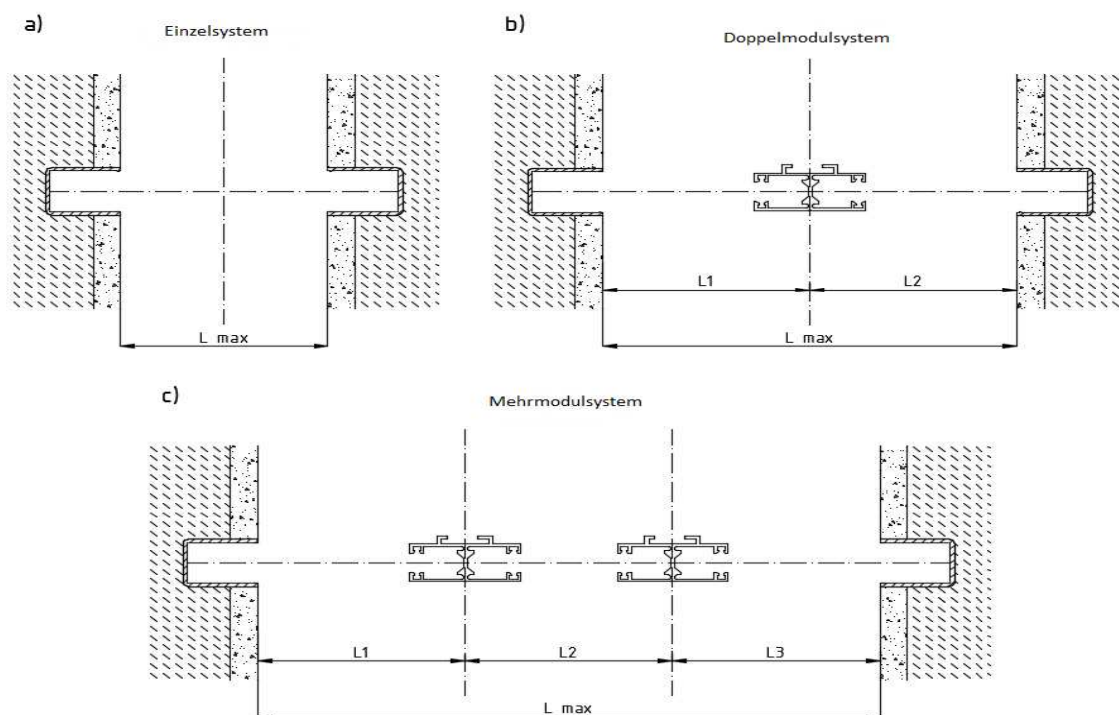 a)
Einzelsystem
L max
b)
Doppelmodulsystem
L1
L2
L max
c)
Mehrmodulsystem
L1
L2
L3
L max